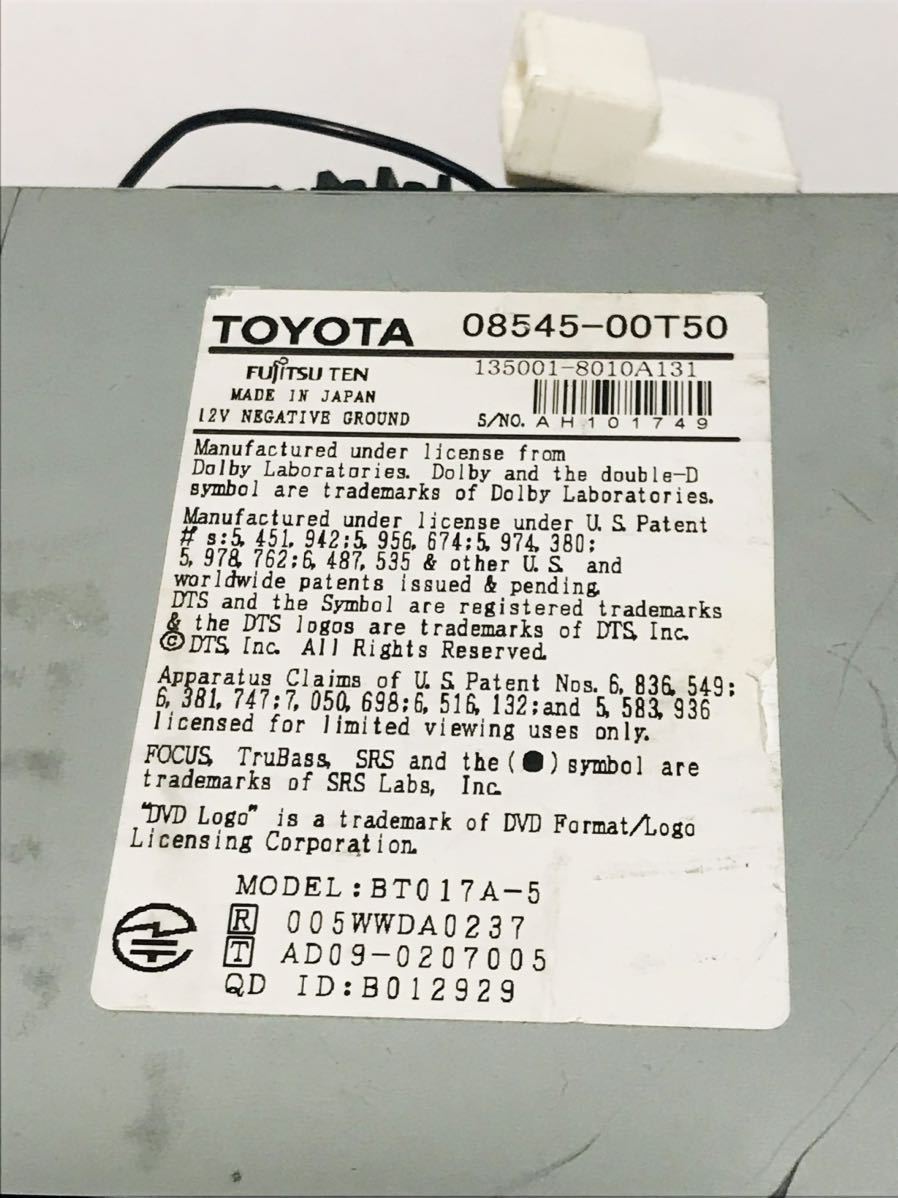 TOYOTA 08545-00T50
FUJITSU TEN 135001-8010A131
MADE IN JAPAN
12V NEGATIVE GROUND S/NO. AH101749
Manufactured under license from
Dolby Laboratories. Dolby and the double-D
symbol are trademarks of Dolby Laboratories.
Manufactured under license under U.S. Patent
# s:5,451,942;5,956,674;5,974,380;
5,978,762;6,487,535 & other U.S. and
worldwide patents issued & pending.
DTS and the Symbol are registered trademarks
& the DTS logos are trademarks of DTS, Inc.
© DTS, Inc. All Rights Reserved.
Apparatus Claims of U.S. Patent Nos. 6,836,549;
6,381,747;7,050,698;6,516,132;and 5,583,936
licensed for limited viewing uses only.
FOCUS, TruBass, SRS and the (●) symbol are
trademarks of SRS Labs, Inc.
"DVD Logo" is a trademark of DVD Format/Logo
Licensing Corporation.
MODEL:BT017A-5
R 005WWDA0237
T AD09-0207005
QD ID:B012929